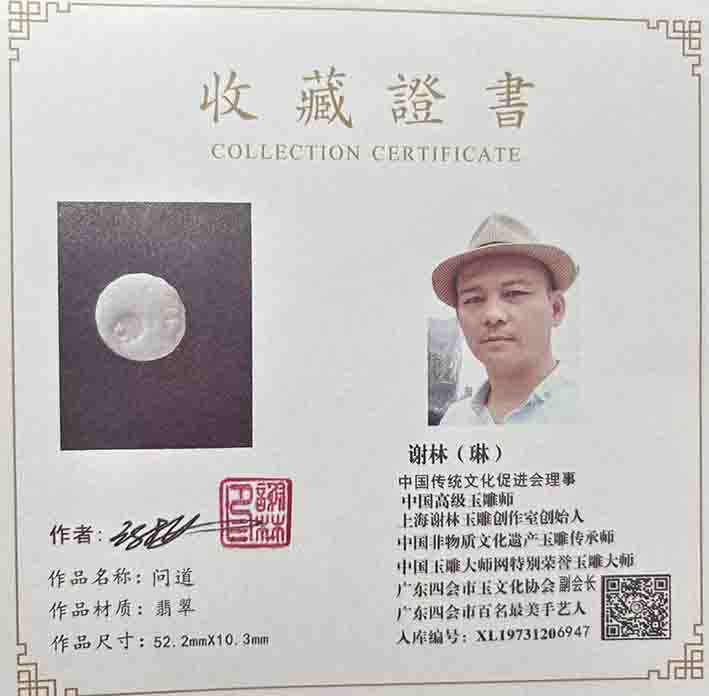 收藏證書
COLLECTION CERTIFICATE
谢林（琳）
中国传统文化促进会理事
中国高级玉雕师
上海谢林玉雕创作室创始人
中国非物质文化遗产玉雕传承师
中国玉雕大师网特别荣誉玉雕大师
广东四会市玉文化协会 副会长
广东四会市百名最美手艺人
入库编号：XL19731206947
作者：
作品名称：问道
作品材质：翡翠
作品尺寸：52.2mmX10.3mm